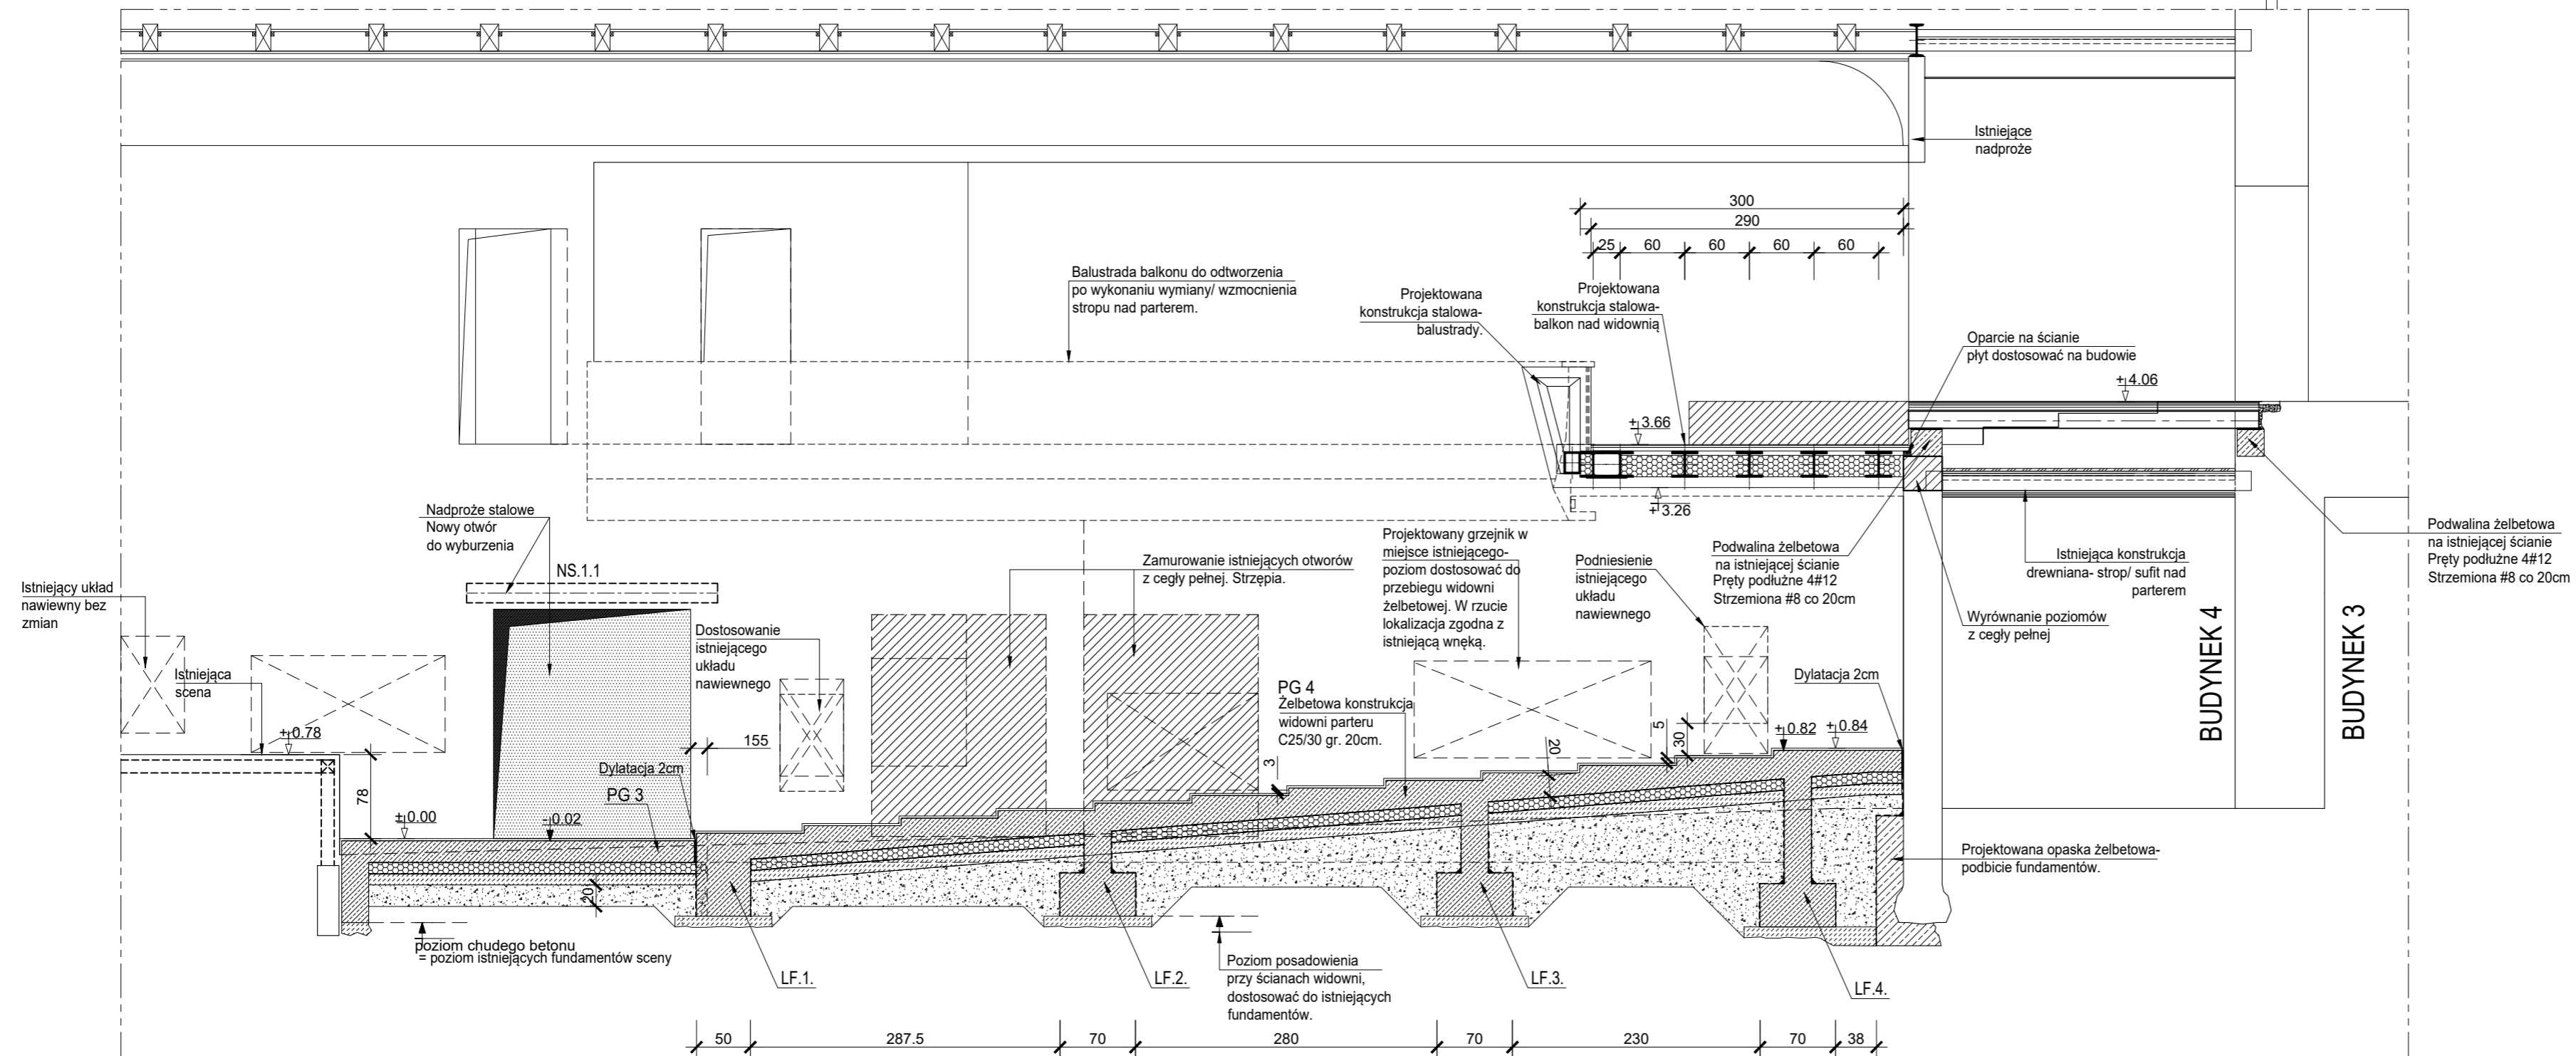 Istniejące
nadproże
300
290
25
60
60
60
60
Balustrada balkonu do odtworzenia
po wykonaniu wymiany/ wzmocnienia
stropu nad parterem.
Projektowana
konstrukcja stalowa-
balustrady.
Projektowana
konstrukcja stalowa-
balkon nad widownią
Oparcie na ścianie
płyt dostosować na budowie
+ 4.06
+ 3.66
+ 3.26
Nadproże stalowe
Nowy otwór
do wyburzenia
NS.1.1
Zamurowanie istniejących otworów
z cegły pełnej. Strzępia.
Projektowany grzejnik w
miejsce istniejącego-
poziom dostosować do
przebiegu widowni
żelbetowej. W rzucie
lokalizacja zgodna z
istniejącą wnęką.
Podniesienie
istniejącego
układu
nawiewnego
Podwalina żelbetowa
na istniejącej ścianie
Pręty podłużne 4#12
Strzemiona #8 co 20cm
Istniejąca konstrukcja
drewniana- strop/ sufit nad
parterem
Podwalina żelbetowa
na istniejącej ścianie
Pręty podłużne 4#12
Strzemiona #8 co 20cm
Wyrównanie poziomów
z cegły pełnej
BUDYNEK 4
BUDYNEK 3
Istniejący układ
nawiewny bez
zmian
Istniejąca
scena
+ 0.78
78
Dostosowanie
istniejącego
układu
nawiewnego
155
Dylatacja 2cm
PG 3
± 0.00
- 0.02
20
PG 4
Żelbetowa konstrukcja
widowni parteru
C25/30 gr. 20cm.
3
20
5
30
Dylatacja 2cm
+ 0.82
+ 0.84
Projektowana opaska żelbetowa-
podbicie fundamentów.
poziom chudego betonu
= poziom istniejących fundamentów sceny
LF.1.
LF.2.
Poziom posadowienia
przy ścianach widowni,
dostosować do istniejących
fundamentów.
LF.3.
LF.4.
50
287.5
70
280
70
230
70
38